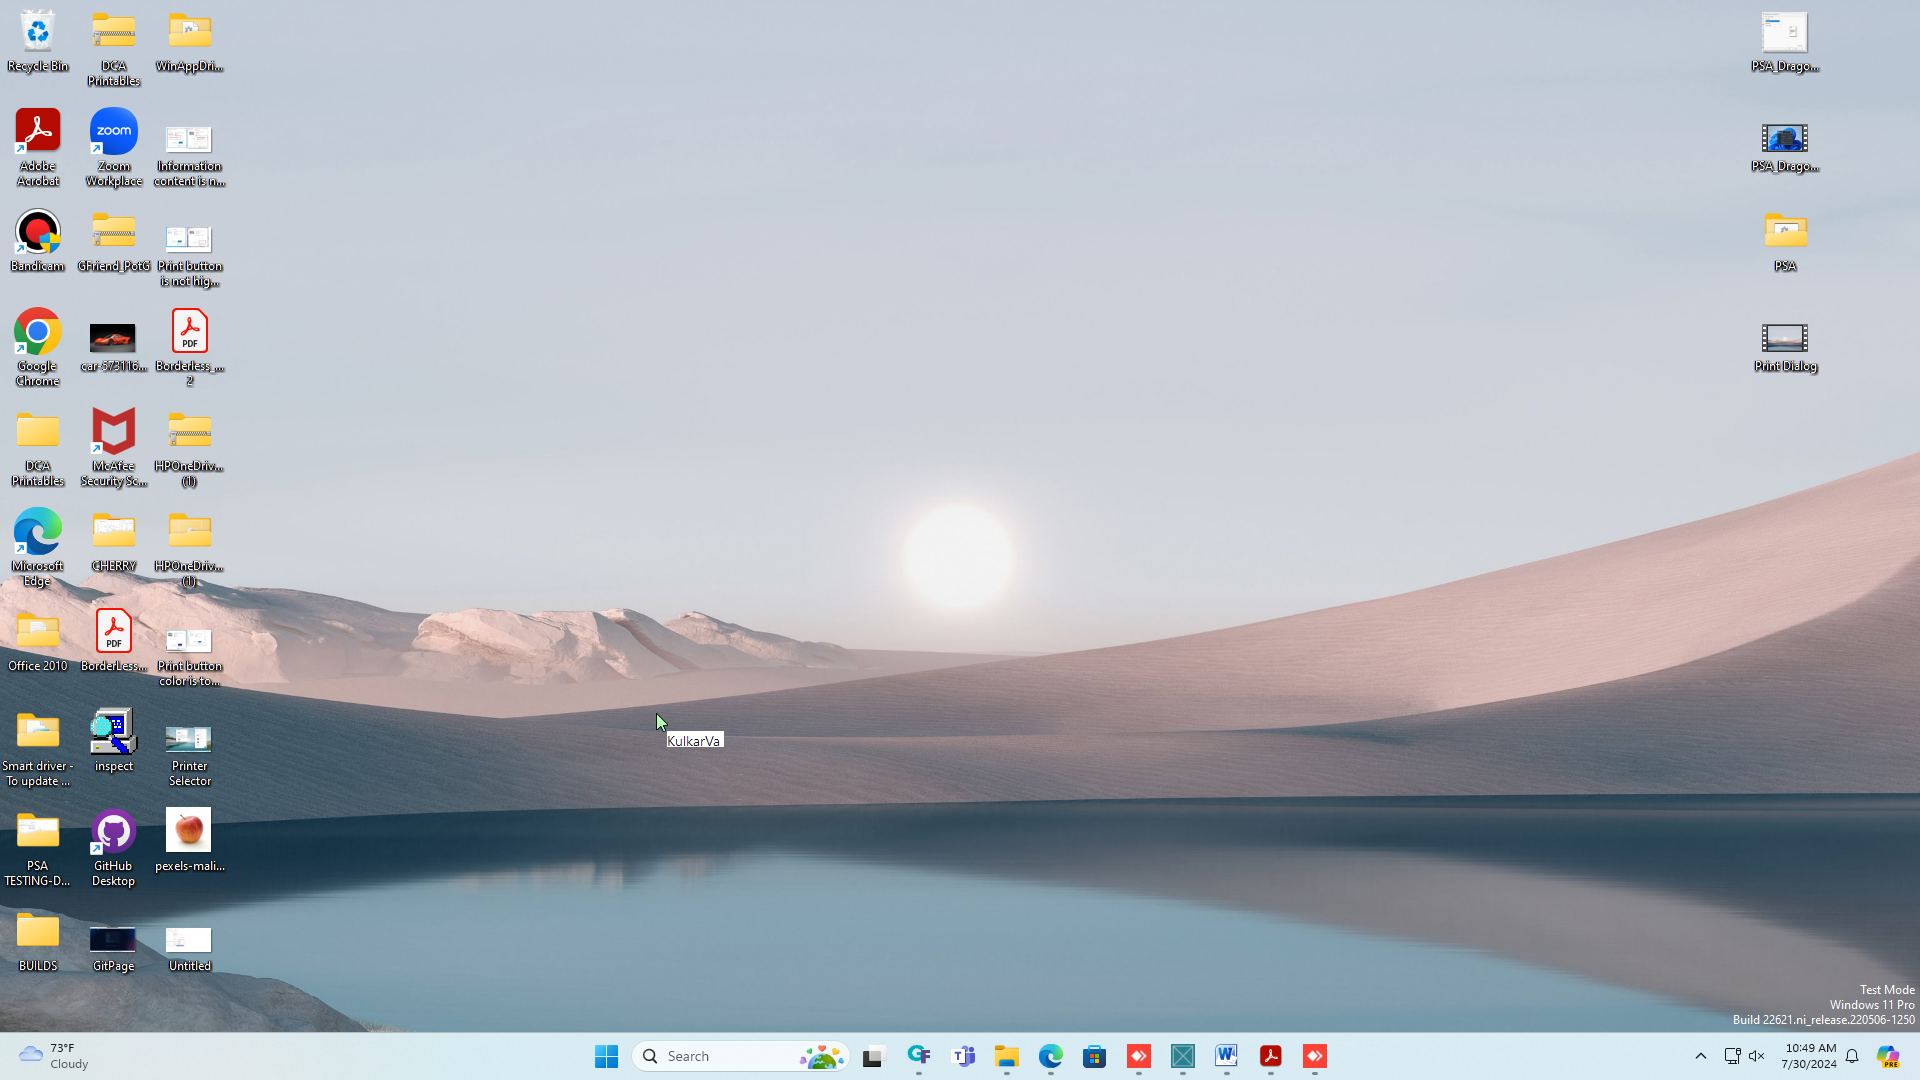 Recycle Bin
DCA
Printables
WinAppDri...
Adobe
Acrobat
zoom
Zoom
Workplace
Information
content is n...
Bandicam
GFriend_PotG
Print button
is not hig...
Google
Chrome
car-573116...
PDF
Borderless_...
2
DCA
Printables
McAfee
Security Sc...
HPOneDriv...
(1)
Microsoft
Edge
CHERRY
HPOneDriv...
(1)
Office 2010
PDF
BorderLess...
Print button
color is to...
Smart driver -
To update ...
inspect
Printer
Selector
PSA
TESTING-D...
GitHub
Desktop
pexels-mali...
BUILDS
GitPage
Untitled
PSA_Drago...
PSA_Drago...
PSA
Print Dialog
KulkarVa
Test Mode
Windows 11 Pro
Build 22621.ni_release.220506-1250
73°F
Cloudy
Search
10:49 AM
7/30/2024
PRE